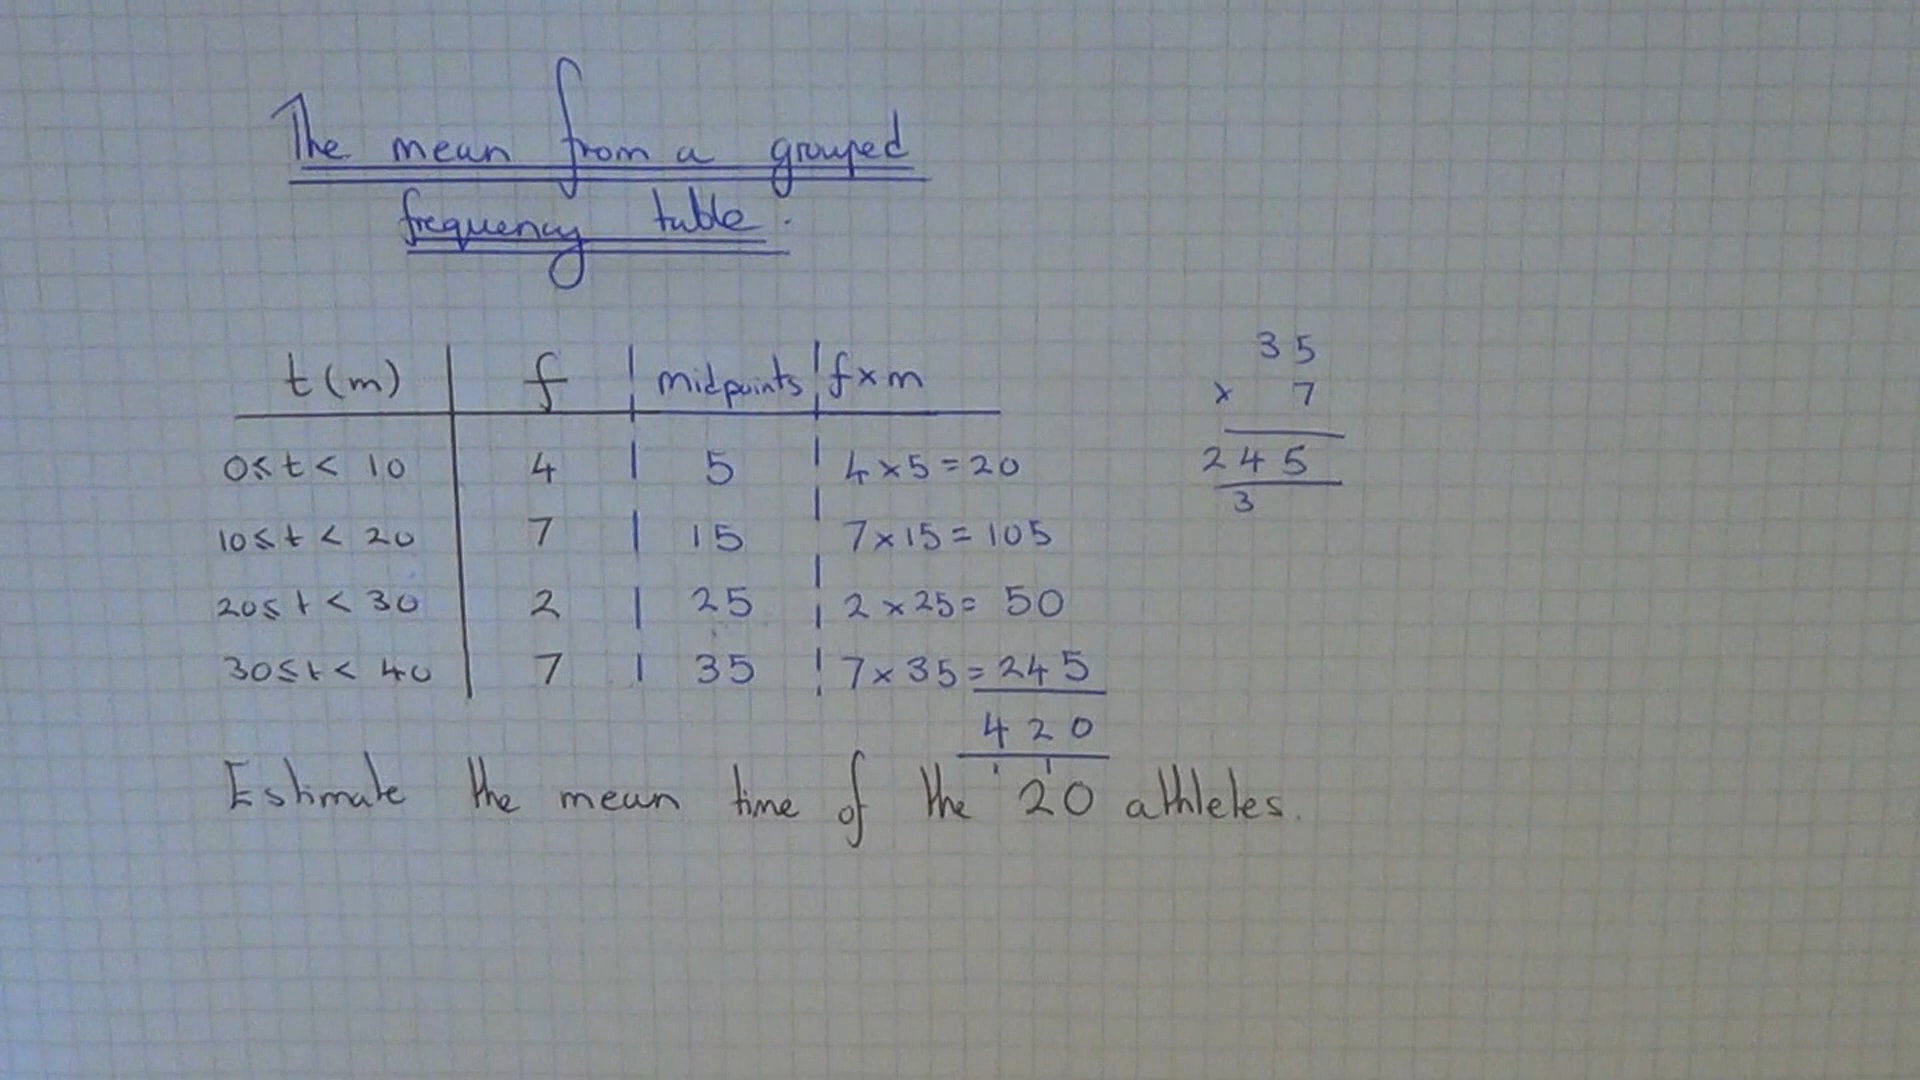 The mean from a grouped
frequency table.
t(m) f midpoints f×m
0≤t< 10 4 5 4×5=20
10≤t< 20 7 15 7×15=105
20≤t<30 2 25 2×25=50
30≤t< 40 7 35 7×35=245
420
Estimate the mean time of the 20 athletes.
35
× 7
245
3